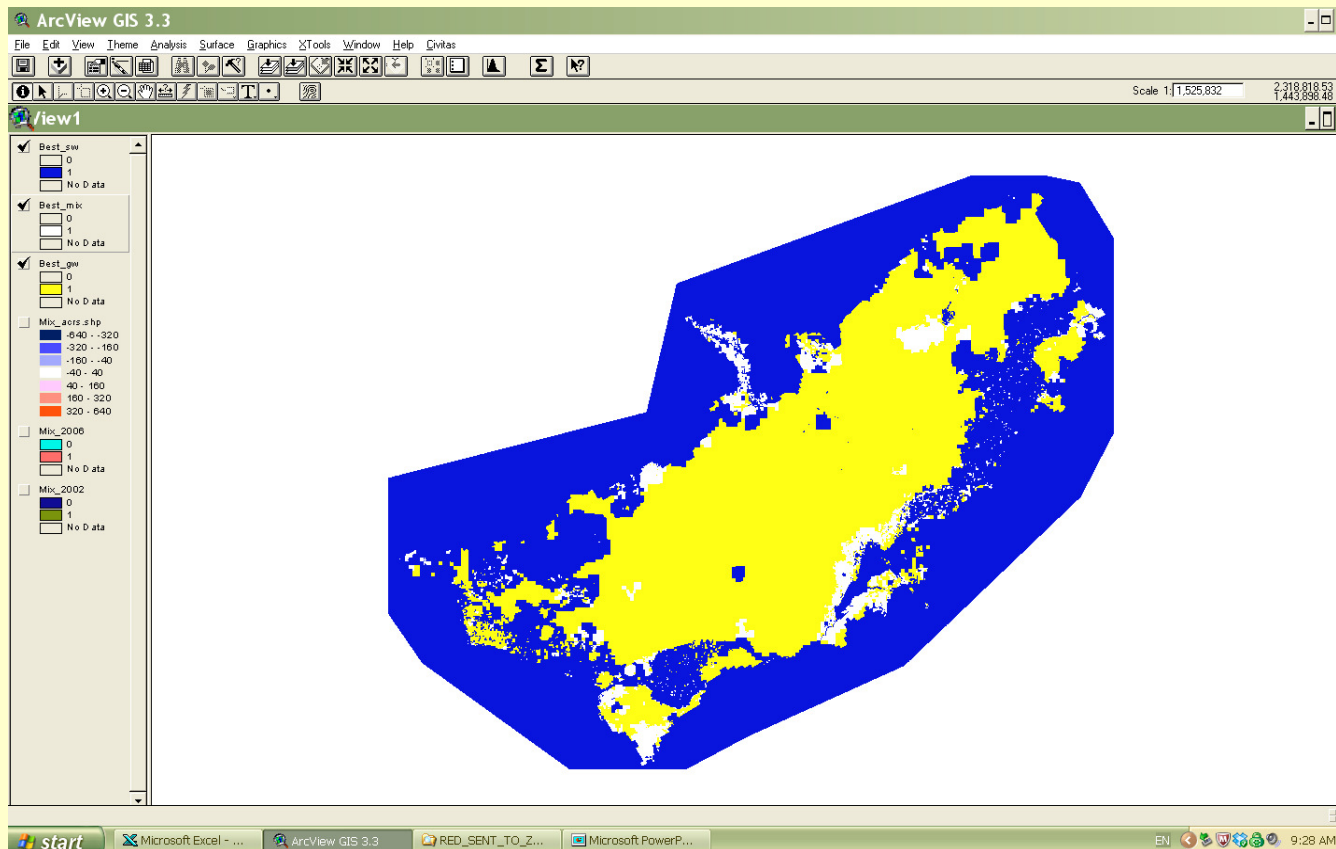 ArcView GIS 3.3
File Edit View Theme Analysis Surface Graphics XTools Window Help Civitas
Scale 1: 1,525,832 2,318,818.53
1,443,898.48
View1
Best_sw
0
1
No Data
Best_mix
0
1
No Data
Best_gw
0
1
No Data
Mix_acrs.shp
-640 - -320
-320 - -160
-160 - -40
-40 - 40
40 - 160
160 - 320
320 - 640
Mix_2006
0
1
No Data
Mix_2002
0
1
No Data
start Microsoft Excel - ... ArcView GIS 3.3 RED_SENT_TO_Z... Microsoft PowerP... EN 9:28 AM